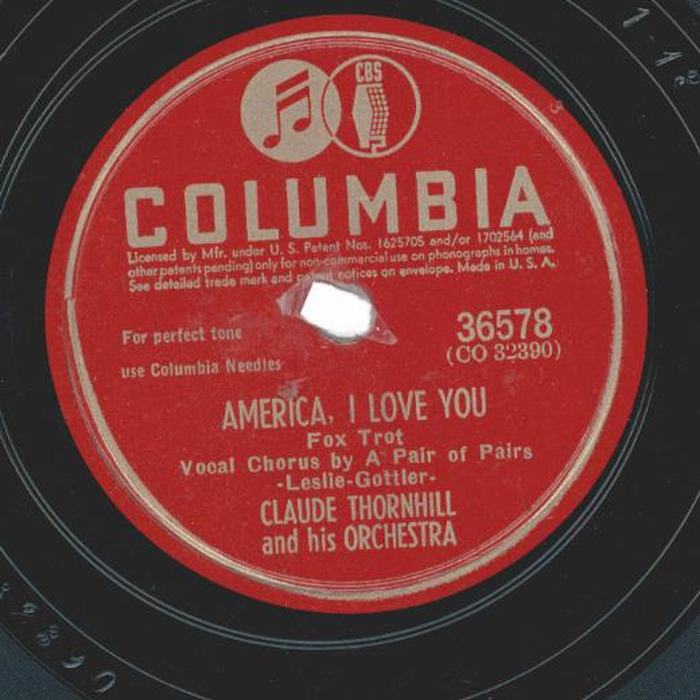 CBS
COLUMBIA
Licensed by Mfr. under U. S. Patent Nos. 1625705 and/or 1702564 (and
other patents pending) only for non-commercial use on phonographs in homes.
See detailed trade mark and patent notices on envelope. Made in U. S. A.
For perfect tone
use Columbia Needles
36578
(CO 32390)
AMERICA, I LOVE YOU
Fox Trot
Vocal Chorus by A Pair of Pairs
-Leslie-Gottler-
CLAUDE THORNHILL
and his ORCHESTRA